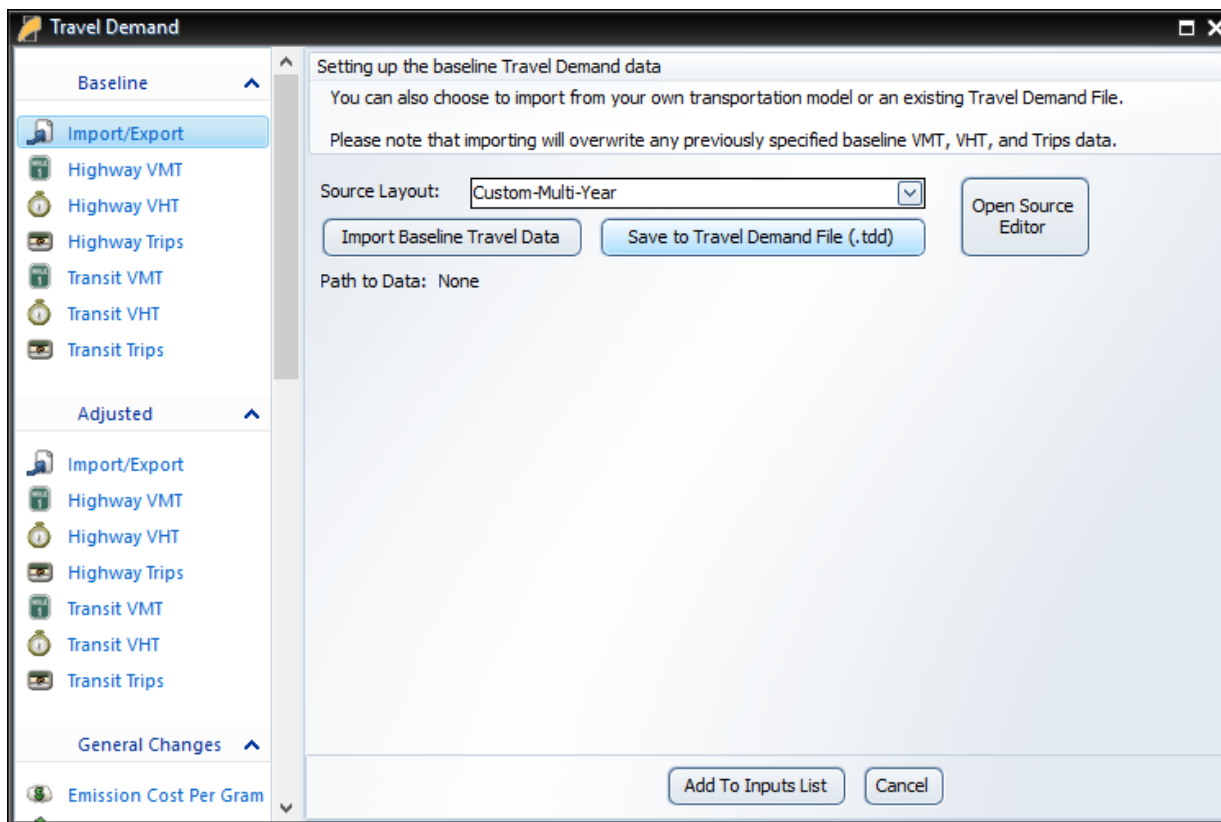 Travel Demand
Baseline
Import/Export
Highway VMT
Highway VHT
Highway Trips
Transit VMT
Transit VHT
Transit Trips
Adjusted
Import/Export
Highway VMT
Highway VHT
Highway Trips
Transit VMT
Transit VHT
Transit Trips
General Changes
Emission Cost Per Gram
Setting up the baseline Travel Demand data
You can also choose to import from your own transportation model or an existing Travel Demand File.
Please note that importing will overwrite any previously specified baseline VMT, VHT, and Trips data.
Source Layout: Custom-Multi-Year
Open Source
Editor
Import Baseline Travel Data Save to Travel Demand File (.tdd)
Path to Data: None
Add To Inputs List Cancel